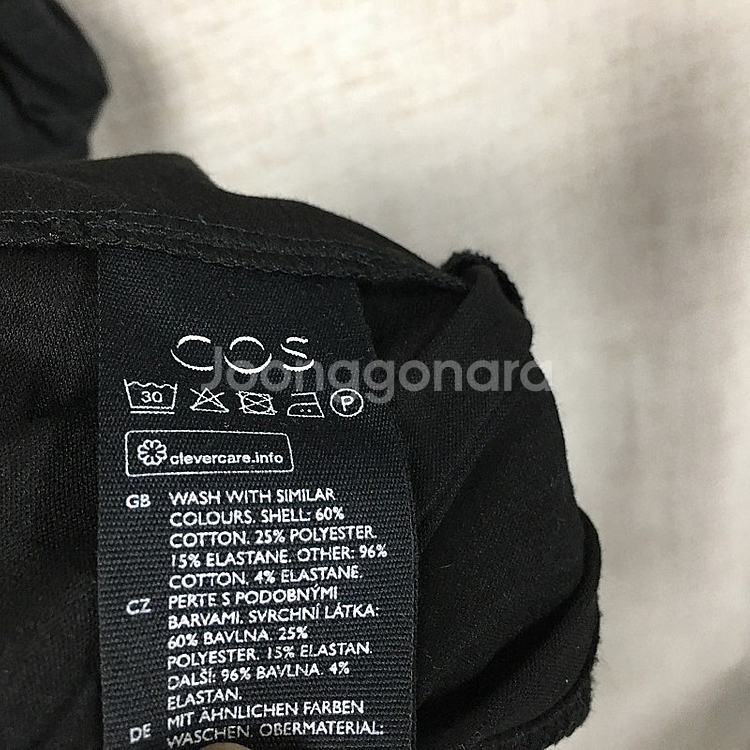 COS
Joonggonara
30
P
clevercare.info
GB WASH WITH SIMILAR
COLOURS. SHELL: 60%
COTTON. 25% POLYESTER.
15% ELASTANE. OTHER: 96%
COTTON. 4% ELASTANE.
CZ PERTE S PODOBNÝMI
BARVAMI. SVRCHNÍ LÁTKA:
60% BAVLNA. 25%
POLYESTER. 15% ELASTAN.
DALŠÍ: 96% BAVLNA. 4%
ELASTAN.
DE MIT ÄHNLICHEN FARBEN
WASCHEN. OBERMATERIAL: